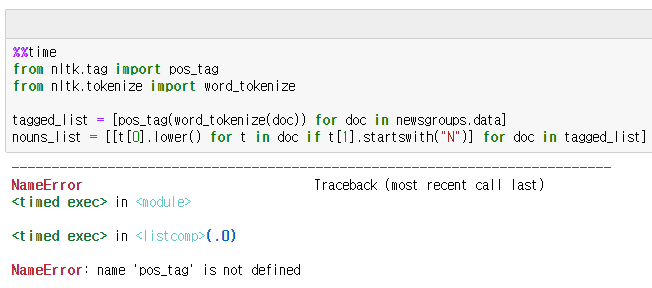 %%time
from nltk.tag import pos_tag
from nltk.tokenize import word_tokenize
tagged_list = [pos_tag(word_tokenize(doc)) for doc in newsgroups.data]
nouns_list = [[t[0].lower() for t in doc if t[1].startswith("N")] for doc in tagged_list]
---------------------------------------------------------------------------
NameError                                 Traceback (most recent call last)
<timed exec> in <module>
<timed exec> in <listcomp>(.0)
NameError: name 'pos_tag' is not defined